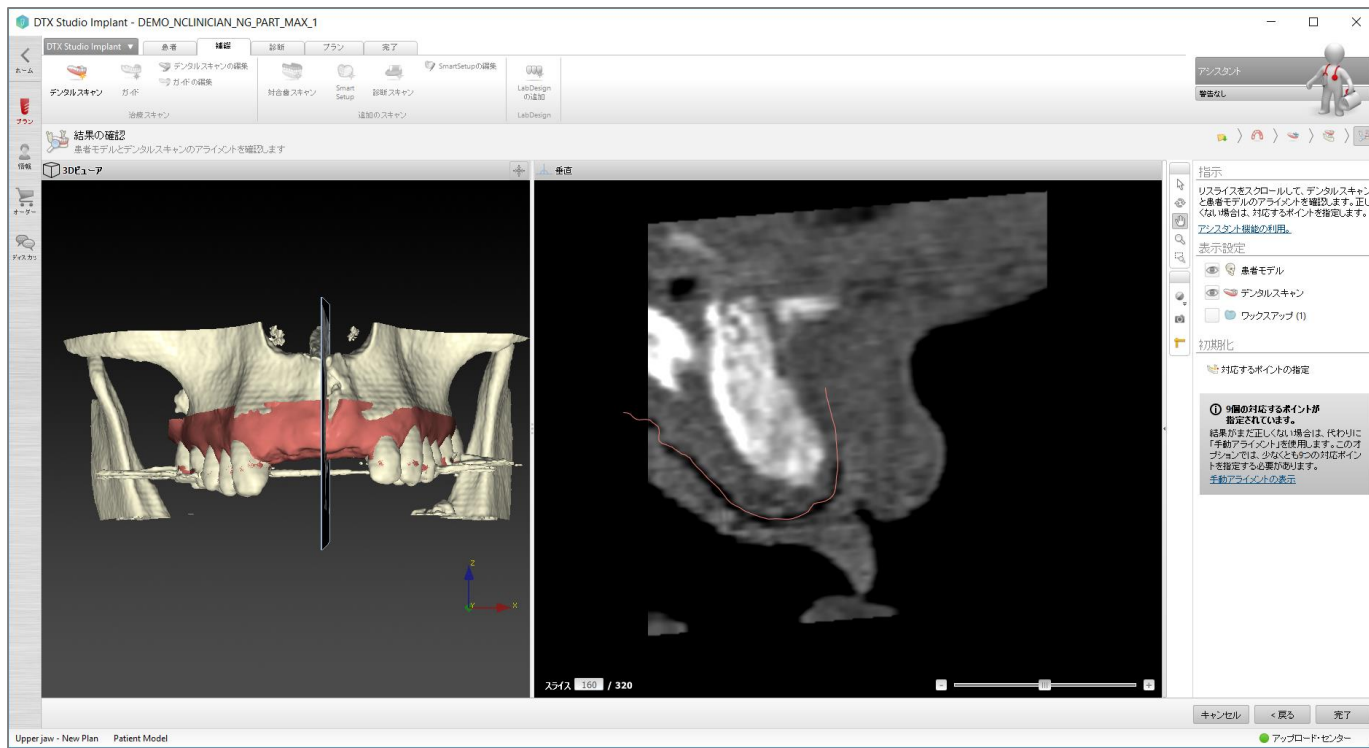 DTX Studio Implant - DEMO_NCLINICIAN_NG_PART_MAX_1
DTX Studio Implant ▼
患者
補綴
診断
プラン
完了
ホーム
プラン
情報
オーダー
デンタルスキャン
ガイド
デンタルスキャンの編集
ガイドの編集
治療スキャン
対合歯スキャン
Smart
Setup
診断スキャン
SmartSetupの編集
追加のスキャン
LabDesign
の追加
LabDesign
アシスタント
警告なし
結果の確認
患者モデルとデンタルスキャンのアライメントを確認します
3Dビューア
垂直
Z
Y
X
スライス 160 / 320
指示
リスライスをスクロールして、デンタルスキャン
と患者モデルのアライメントを確認します。正し
くない場合は、対応するポイントを指定します。
アシスタント機能の利用。
表示設定
患者モデル
デンタルスキャン
ワックスアップ (1)
初期化
対応するポイントの指定
9個の対応するポイントが
指定されています。
結果がまだ正しくない場合は、代わりに
「手動アライメント」を使用します。このオ
プションでは、少なくとも9つの対応ポイン
トを指定する必要があります。
手動アライメントの表示
キャンセル
< 戻る
完了
Upper jaw - New Plan Patient Model
アップロード・センター